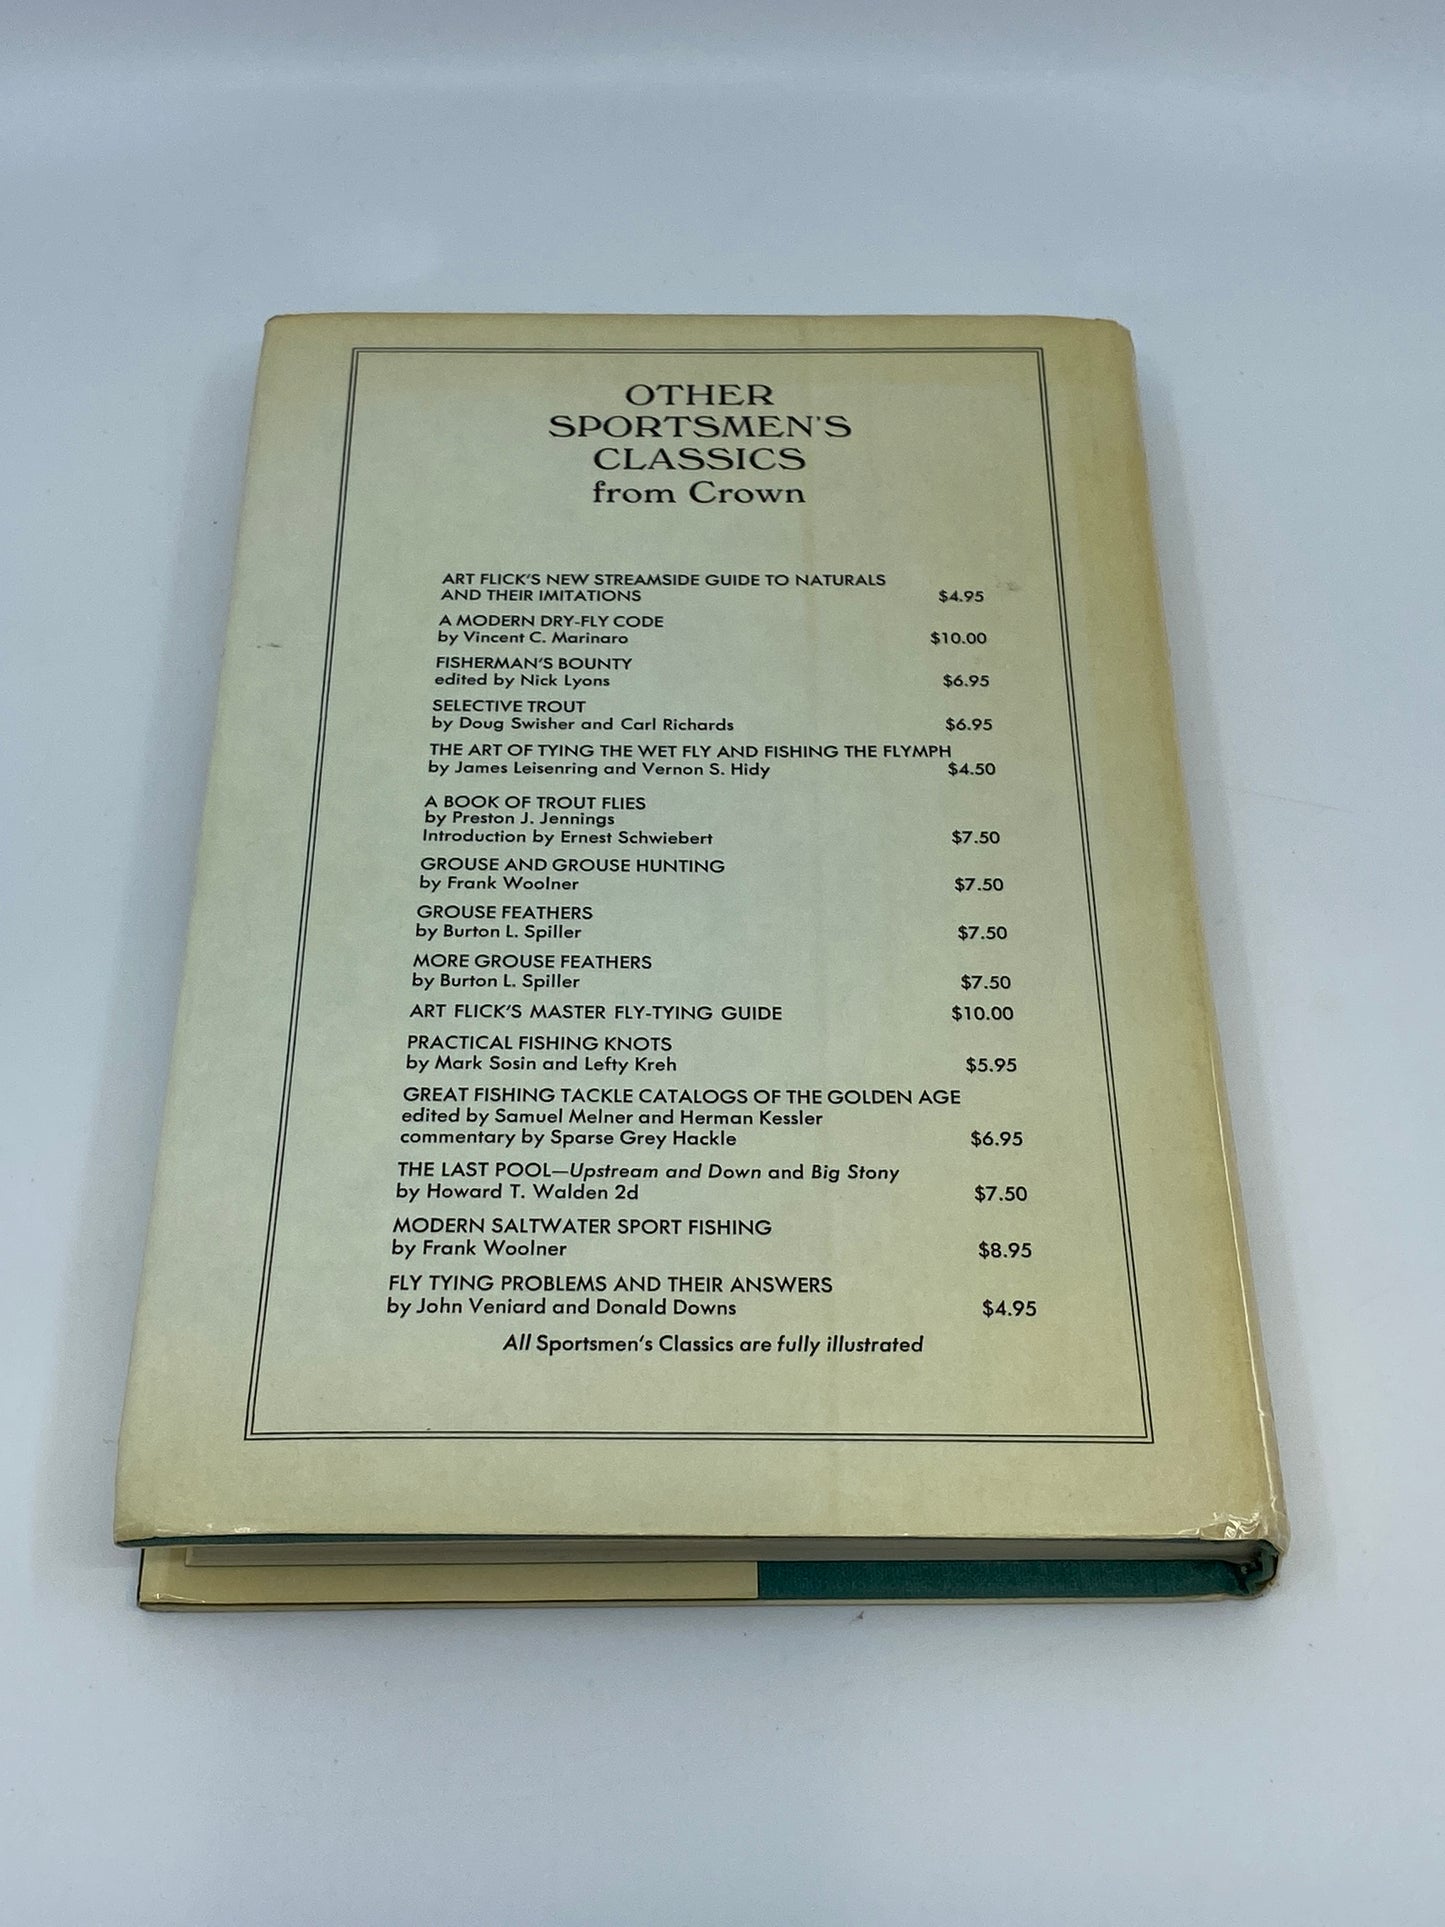 OTHER
SPORTSMEN'S
CLASSICS
from Crown
ART FLICK'S NEW STREAMSIDE GUIDE TO NATURALS
AND THEIR IMITATIONS $4.95
A MODERN DRY-FLY CODE
by Vincent C. Marinaro $10.00
FISHERMAN'S BOUNTY
edited by Nick Lyons $6.95
SELECTIVE TROUT
by Doug Swisher and Carl Richards $6.95
THE ART OF TYING THE WET FLY AND FISHING THE FLYMPH
by James Leisenring and Vernon S. Hidy $4.50
A BOOK OF TROUT FLIES
by Preston J. Jennings
Introduction by Ernest Schwiebert $7.50
GROUSE AND GROUSE HUNTING
by Frank Woolner $7.50
GROUSE FEATHERS
by Burton L. Spiller $7.50
MORE GROUSE FEATHERS
by Burton L. Spiller $7.50
ART FLICK'S MASTER FLY-TYING GUIDE $10.00
PRACTICAL FISHING KNOTS
by Mark Sosin and Lefty Kreh $5.95
GREAT FISHING TACKLE CATALOGS OF THE GOLDEN AGE
edited by Samuel Melner and Herman Kessler
commentary by Sparse Grey Hackle $6.95
THE LAST POOL—Upstream and Down and Big Stony
by Howard T. Walden 2d $7.50
MODERN SALTWATER SPORT FISHING
by Frank Woolner $8.95
FLY TYING PROBLEMS AND THEIR ANSWERS
by John Veniard and Donald Downs $4.95
All Sportsmen's Classics are fully illustrated